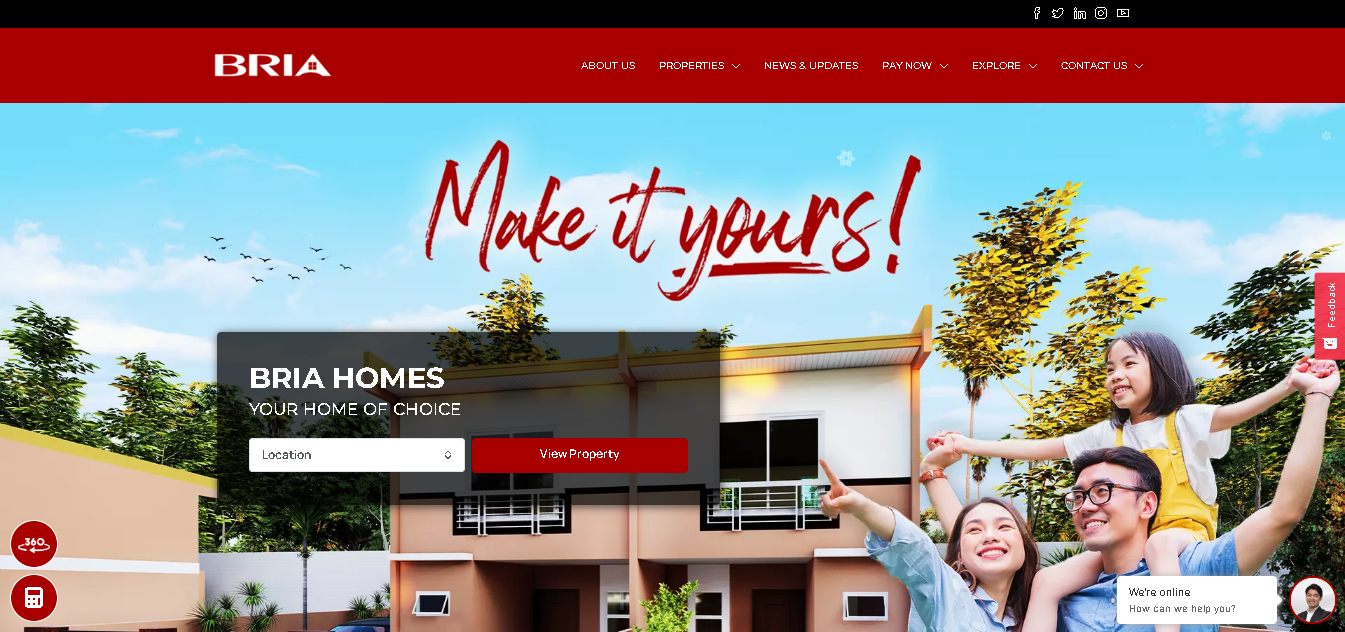 BRIA
ABOUT US PROPERTIES NEWS & UPDATES PAY NOW EXPLORE CONTACT US
Make it yours!
Feedback
BRIA HOMES
YOUR HOME OF CHOICE
Location View Property
360
We're online
How can we help you?